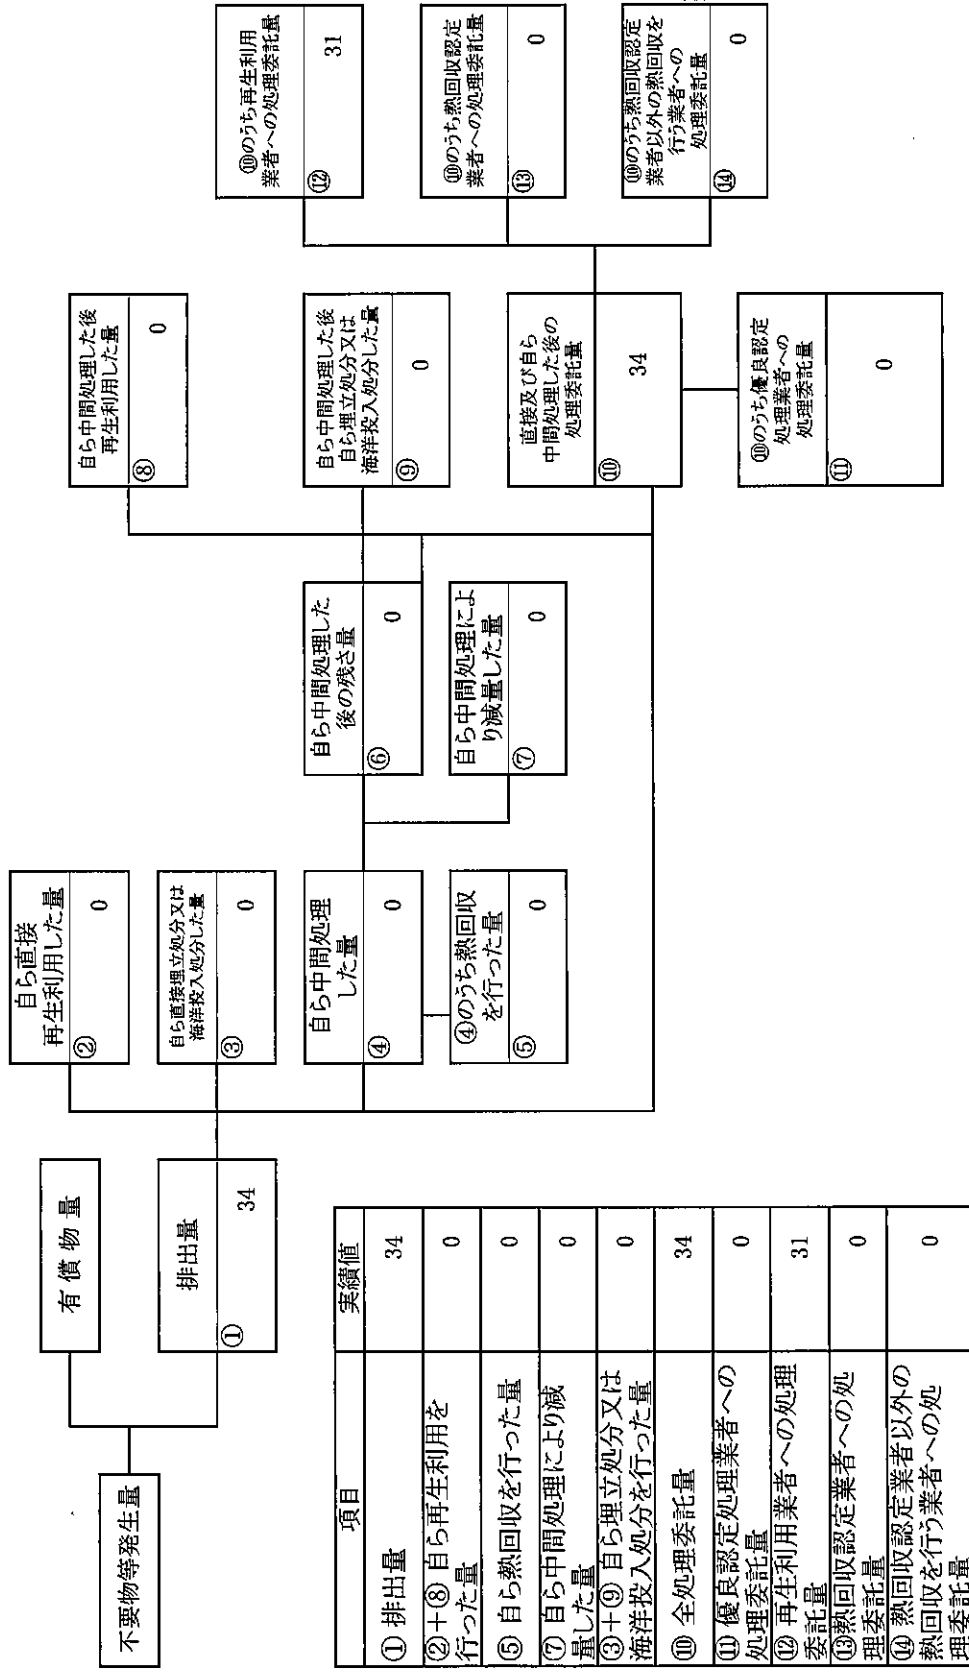 不要物等発生量
有償物量
排出量
①
34
自ら直接
再生利用した量
②
0
自ら直接埋立処分又は
海洋投入処分した量
③
0
自ら中間処理
した量
④
0
④のうち熱回収
を行った量
⑤
0
自ら中間処理した
後の残さ量
⑥
0
自ら中間処理によ
り減量した量
⑦
0
自ら中間処理した後
再生利用した量
⑧
0
自ら中間処理した後
自ら埋立処分又は
海洋投入処分した量
⑨
0
直接及び自ら
中間処理した後の
処理委託量
⑩
34
⑩のうち優良認定
処理業者への
処理委託量
⑪
0
⑩のうち再生利用
業者への処理委託量
⑫
31
⑩のうち熱回収認定
業者への処理委託量
⑬
0
⑩のうち熱回収認定
業者以外の熱回収を
行う業者への
処理委託量
⑭
0
項目 実績値
① 排出量 34
②+⑧ 自ら再生利用を
行った量 0
⑤ 自ら熱回収を行った量 0
⑦ 自ら中間処理により減
量した量 0
③+⑨ 自ら埋立処分又は
海洋投入処分を行った量 0
⑩ 全処理委託量 34
⑪ 優良認定処理業者への
処理委託量 0
⑫ 再生利用業者への処理
委託量 31
⑬熱回収認定業者への処
理委託量 0
⑭ 熱回収認定業者以外の
熱回収を行う業者への処
理委託量 0